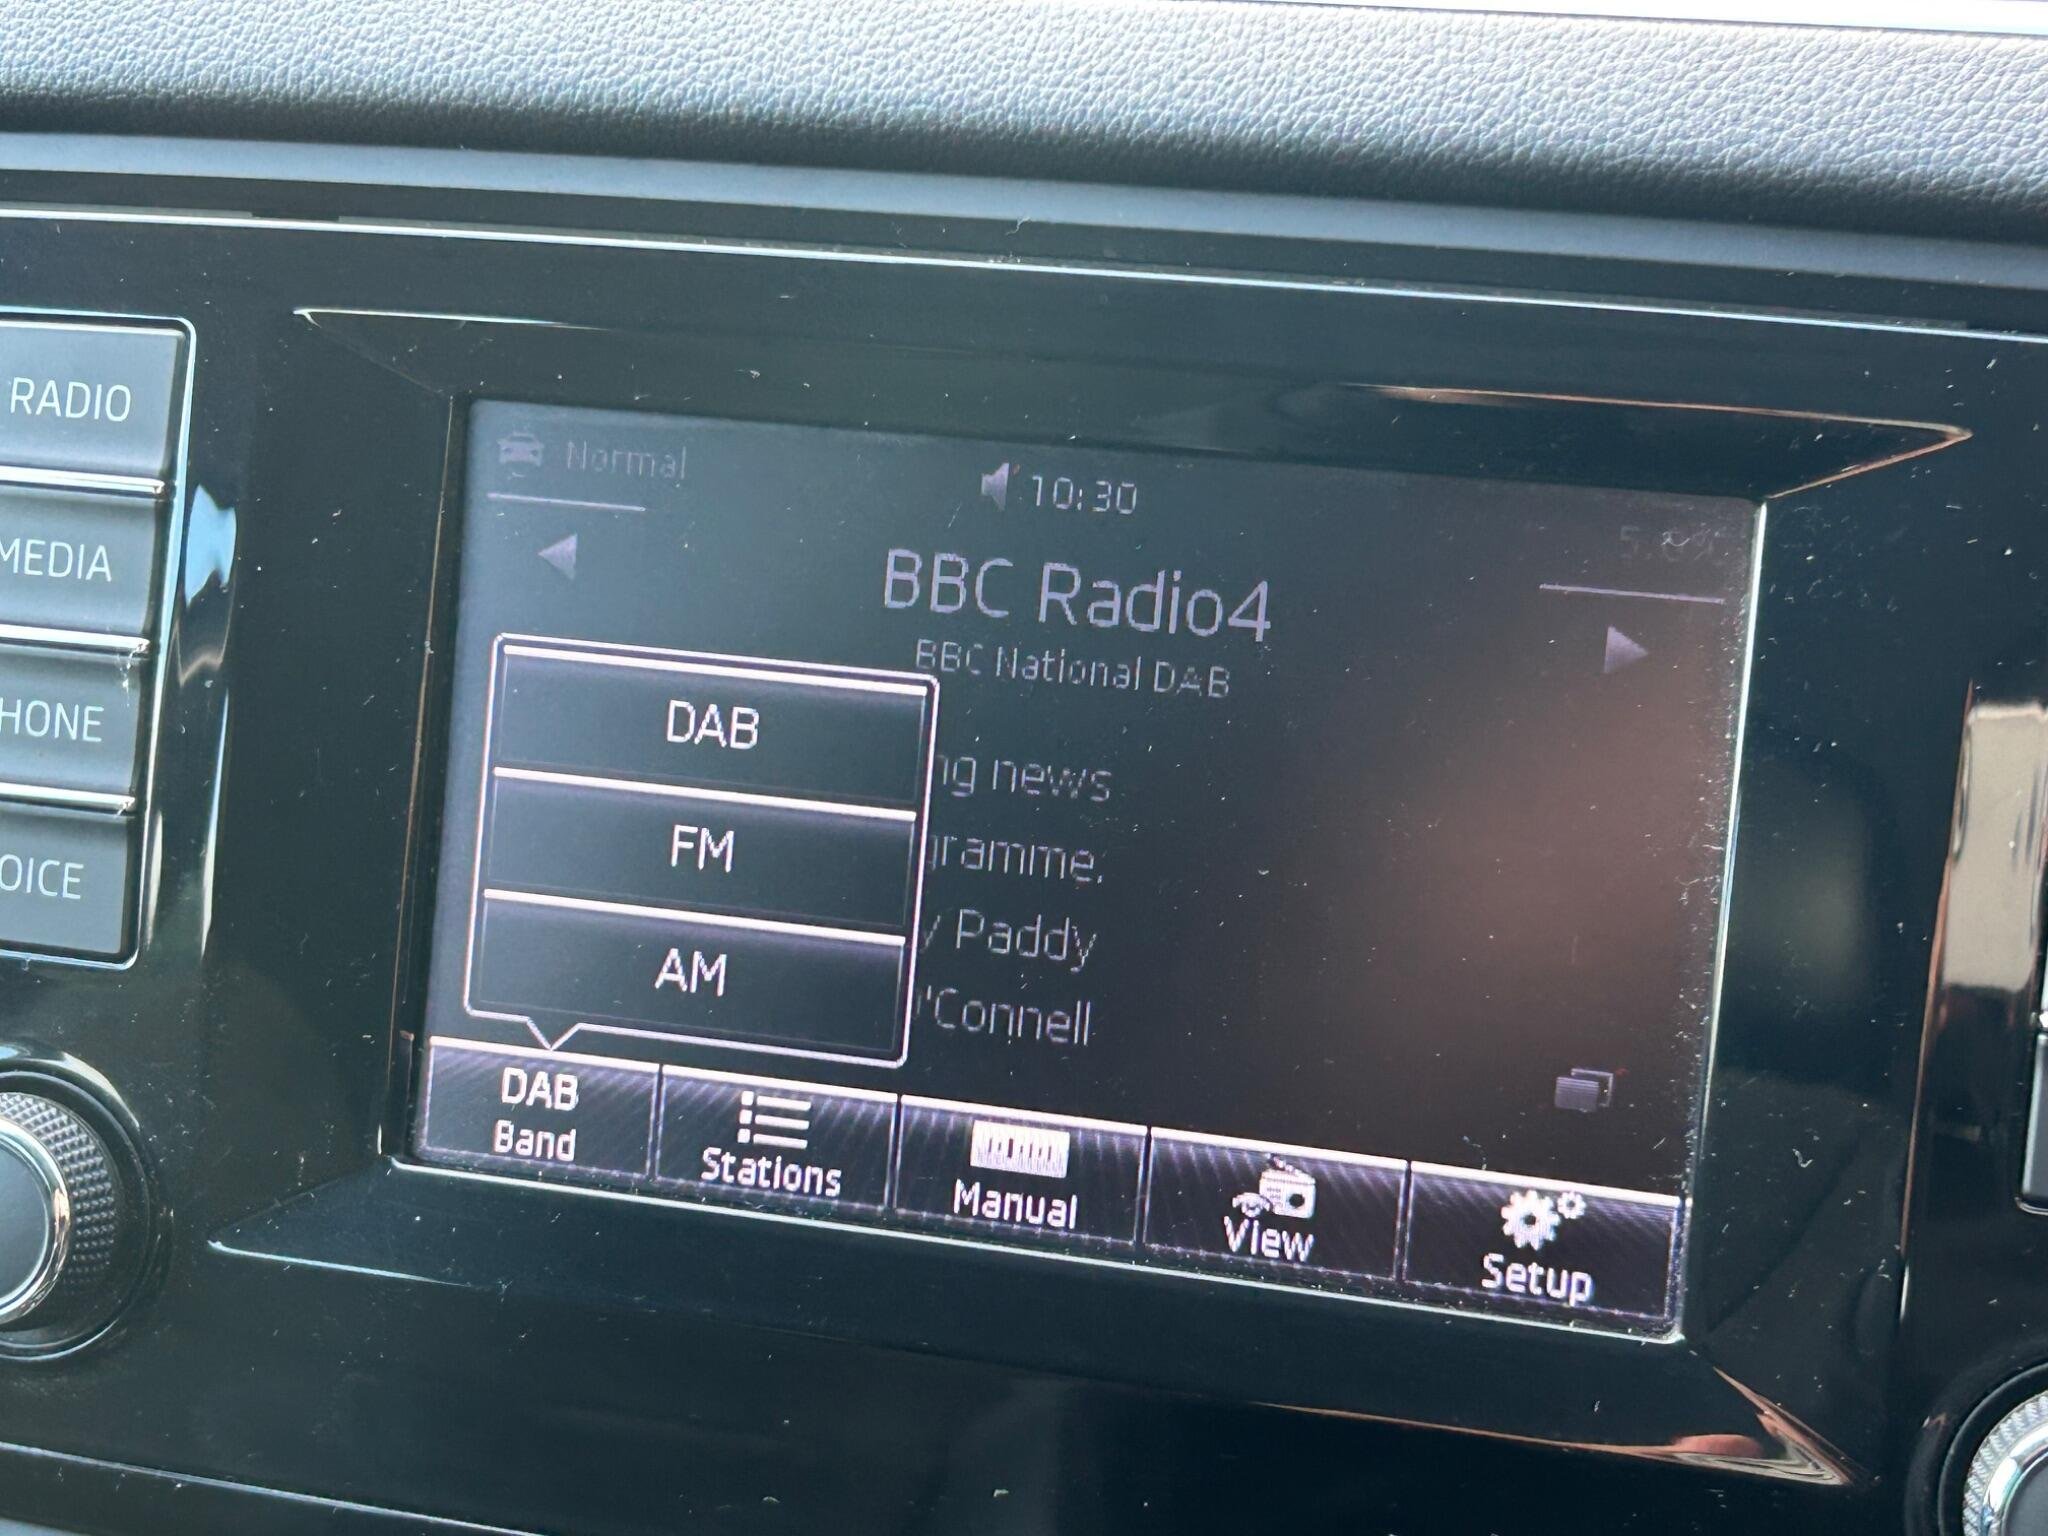 RADIO
MEDIA
HONE
OICE
Normal
10:30
BBC Radio4
BBC National DAB
ng news
gramme.
y Paddy
'Connell
DAB
FM
AM
DAB
Band
Stations
Manual
View
Setup